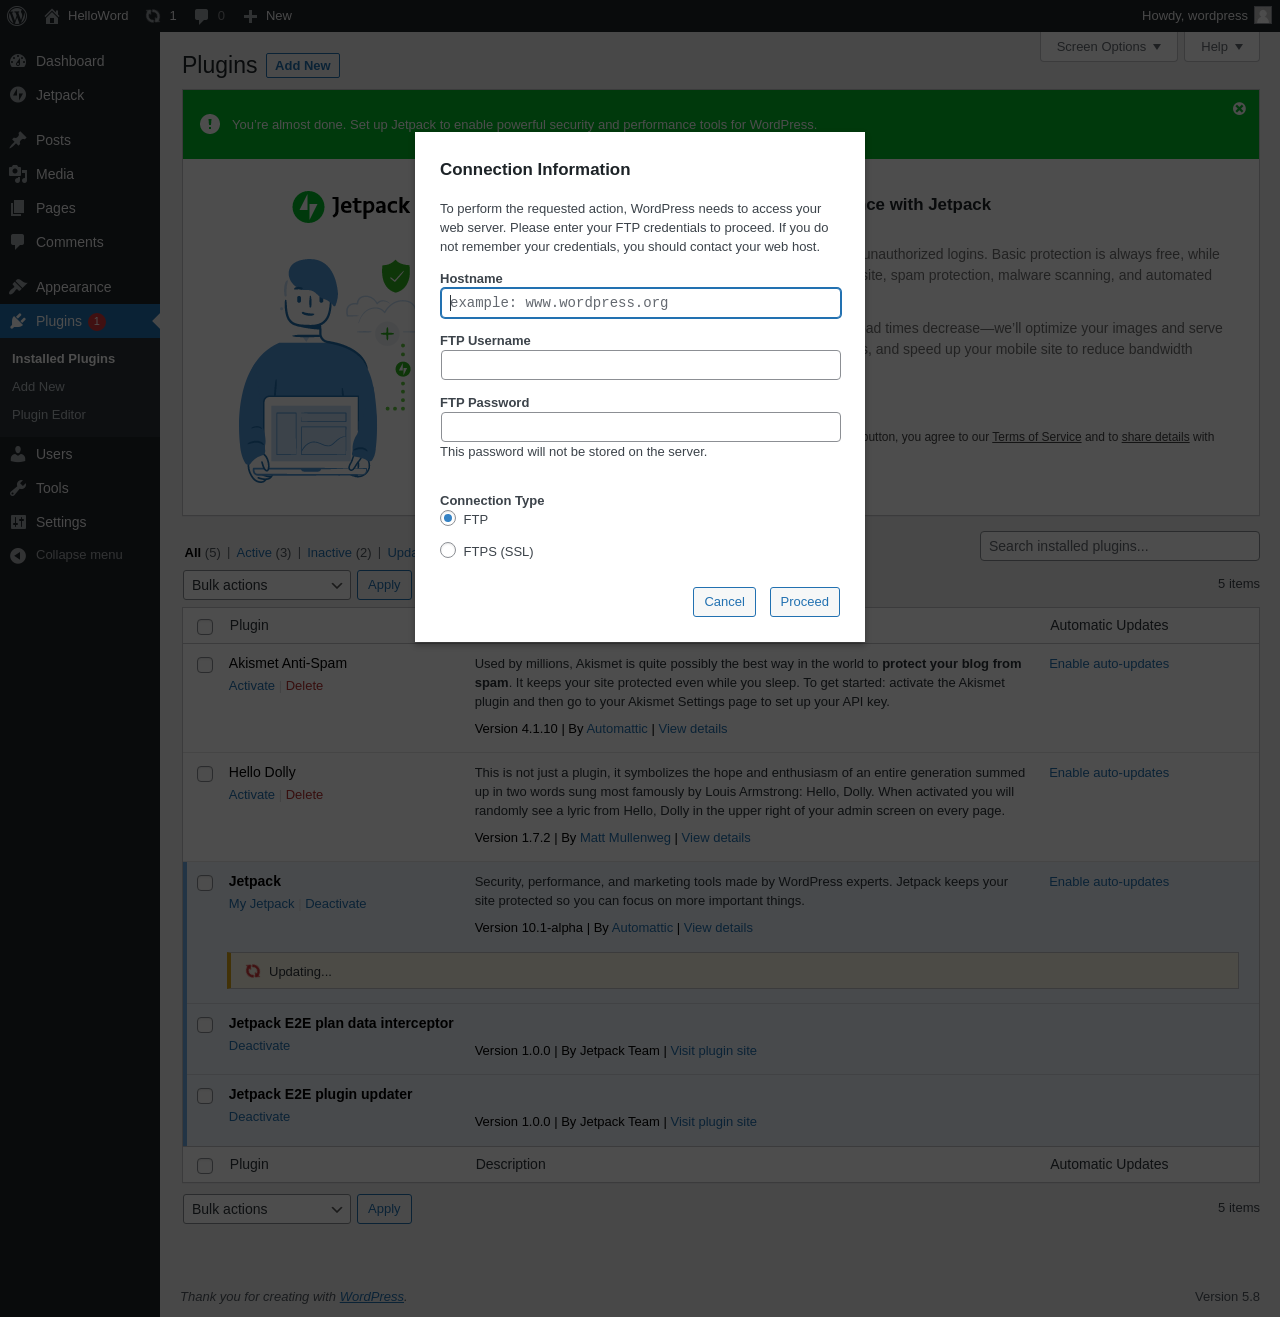 HelloWord 1 0 New Howdy, wordpress
Dashboard
Jetpack
Posts
Media
Pages
Comments
Appearance
Plugins 1
Installed Plugins
Add New
Plugin Editor
Users
Tools
Settings
Collapse menu
Screen Options Help
Plugins Add New
You're almost done. Set up Jetpack to enable powerful security and performance tools for WordPress.
Jetpack
with Jetpack
unauthorized logins. Basic protection is always free, while
spam protection, malware scanning, and automated
times decrease—we'll optimize your images and serve
, and speed up your mobile site to reduce bandwidth
, you agree to our Terms of Service and to share details with
Connection Information
To perform the requested action, WordPress needs to access your
web server. Please enter your FTP credentials to proceed. If you do
not remember your credentials, you should contact your web host.
Hostname
example: www.wordpress.org
FTP Username
FTP Password
This password will not be stored on the server.
Connection Type
FTP
FTPS (SSL)
Cancel Proceed
All (5) | Active (3) | Inactive (2) |
Search installed plugins...
Bulk actions Apply 5 items
Plugin Automatic Updates
Akismet Anti-Spam
Activate | Delete
Used by millions, Akismet is quite possibly the best way in the world to protect your blog from
spam. It keeps your site protected even while you sleep. To get started: activate the Akismet
plugin and then go to your Akismet Settings page to set up your API key.
Version 4.1.10 | By Automattic | View details
Enable auto-updates
Hello Dolly
Activate | Delete
This is not just a plugin, it symbolizes the hope and enthusiasm of an entire generation summed
up in two words sung most famously by Louis Armstrong: Hello, Dolly. When activated you will
randomly see a lyric from Hello, Dolly in the upper right of your admin screen on every page.
Version 1.7.2 | By Matt Mullenweg | View details
Enable auto-updates
Jetpack
My Jetpack | Deactivate
Security, performance, and marketing tools made by WordPress experts. Jetpack keeps your
site protected so you can focus on more important things.
Version 10.1-alpha | By Automattic | View details
Enable auto-updates
Updating...
Jetpack E2E plan data interceptor
Deactivate
Version 1.0.0 | By Jetpack Team | Visit plugin site
Jetpack E2E plugin updater
Deactivate
Version 1.0.0 | By Jetpack Team | Visit plugin site
Plugin Description Automatic Updates
Bulk actions Apply 5 items
Thank you for creating with WordPress. Version 5.8